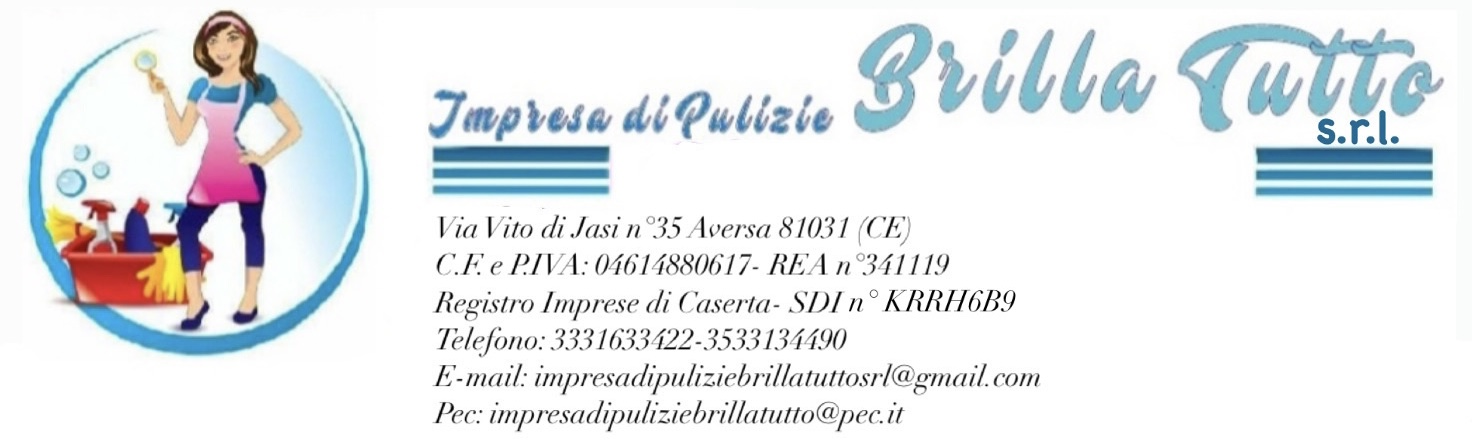 Impresa di Pulizie Brilla Tutto
s.r.l.
Via Vito di Jasi n°35 Aversa 81031 (CE)
C.F. e P.IVA: 04614880617- REA n°341119
Registro Imprese di Caserta- SDI n° KRRH6B9
Telefono: 3331633422-3533134490
E-mail: impresadipuliziebrillatuttosrl@gmail.com
Pec: impresadipuliziebrillatutto@pec.it